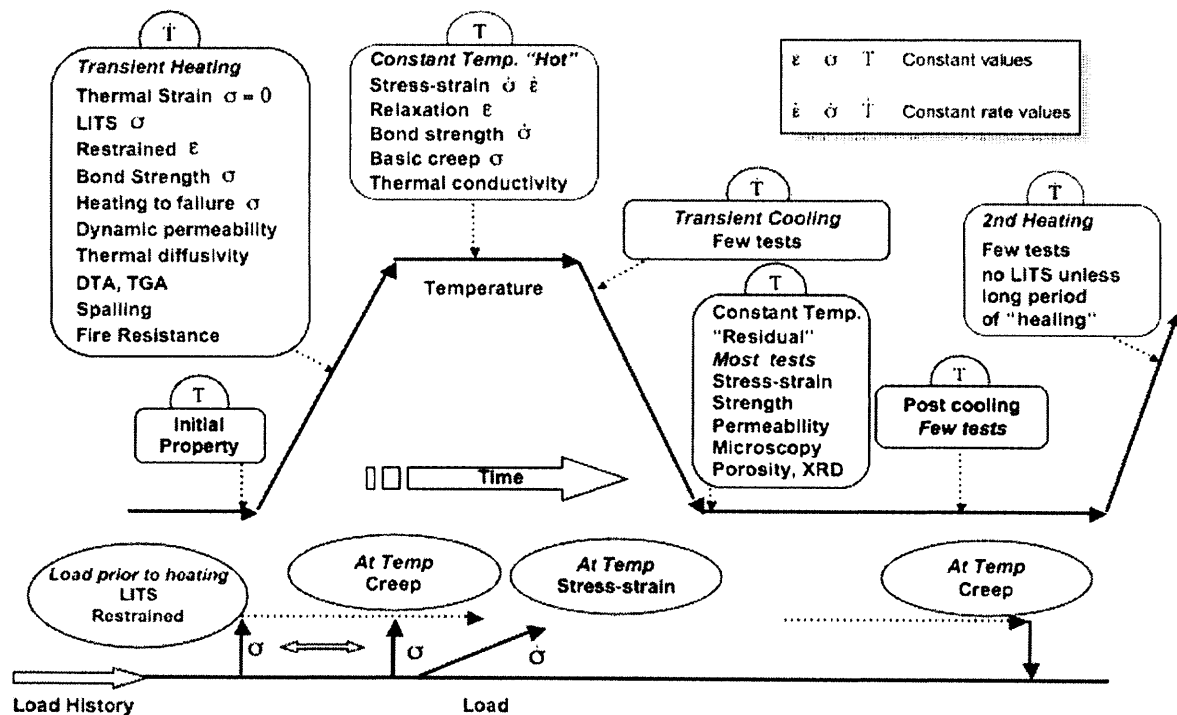 Ṫ
Transient Heating
Thermal Strain σ = 0
LITS σ
Restrained ε
Bond Strength σ
Heating to failure σ
Dynamic permeability
Thermal diffusivity
DTA, TGA
Spalling
Fire Resistance
T
Constant Temp. "Hot"
Stress-strain σ̇ ε̇
Relaxation ε
Bond strength σ̇
Basic creep σ
Thermal conductivity
ε σ T Constant values
ε̇ σ̇ Ṫ Constant rate values
Ṫ
Transient Cooling
Few tests
Ṫ
2nd Heating
Few tests
no LITS unless
long period
of "healing"
Temperature
T
Constant Temp.
"Residual"
Most tests
Stress-strain
Strength
Permeability
Microscopy
Porosity, XRD
T
Initial
Property
T
Post cooling
Few tests
Time
Load prior to heating
LITS
Restrained
At Temp
Creep
At Temp
Stress-strain
At Temp
Creep
σ
σ
σ̇
Load History
Load